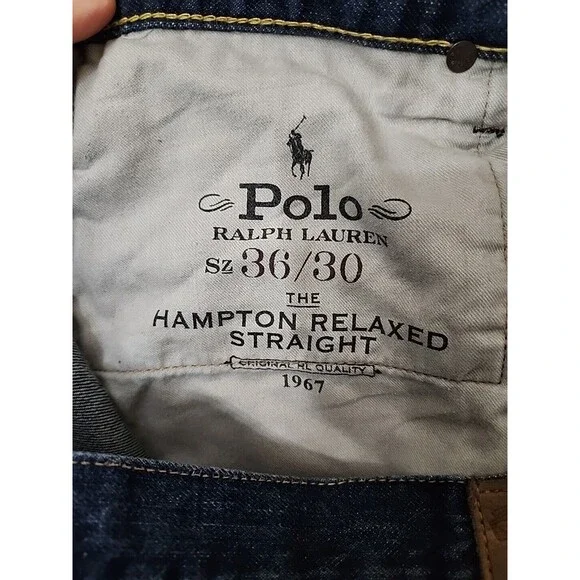 Polo
RALPH LAUREN
SZ 36/30
THE
HAMPTON RELAXED
STRAIGHT
ORIGINAL RL QUALITY
1967